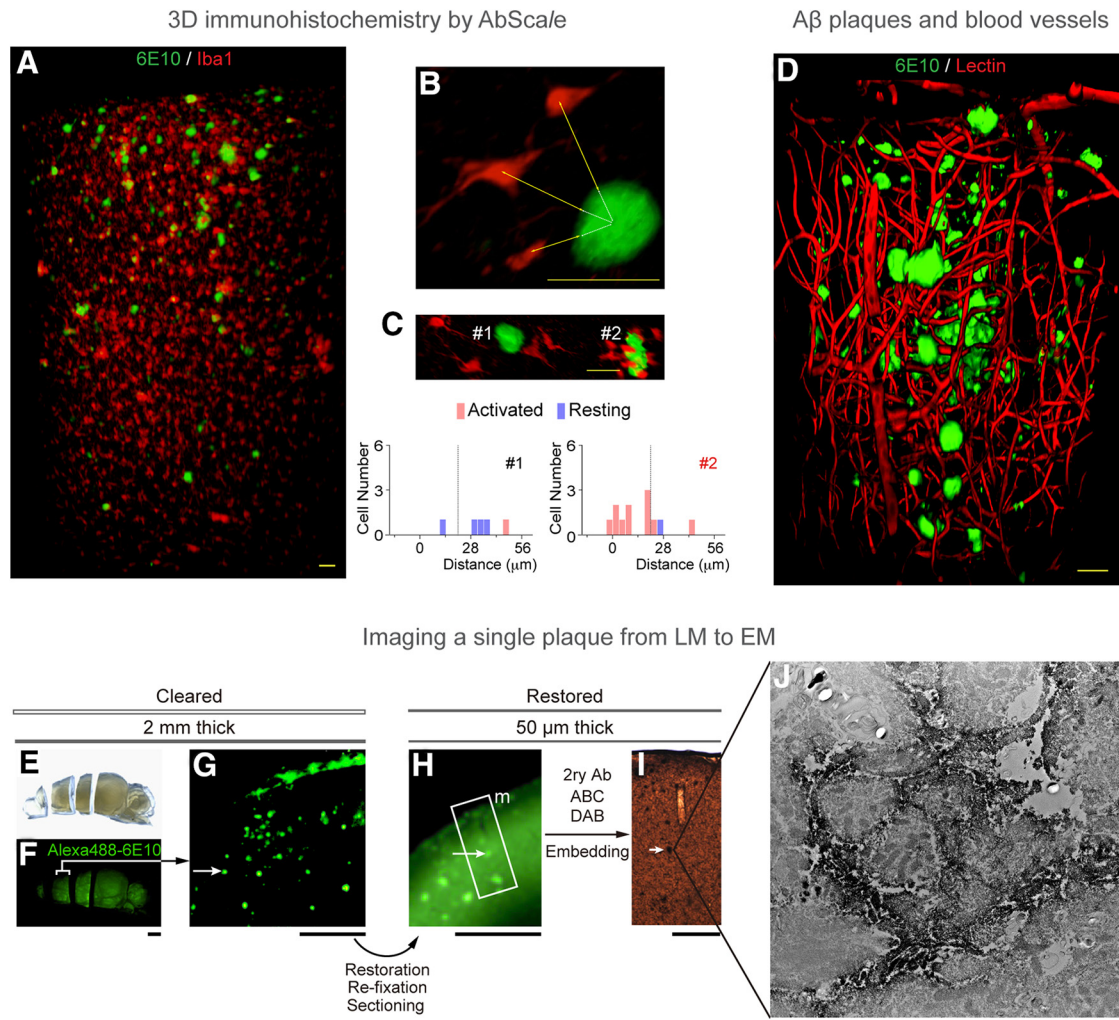 3D immunohistochemistry by AbScale
Aβ plaques and blood vessels
A
6E10 / Iba1
B
C
#1
#2
Activated
Resting
Cell Number
6
3
0
#1
0
28
56
Distance (μm)
Cell Number
6
3
0
#2
0
28
56
Distance (μm)
D
6E10 / Lectin
Imaging a single plaque from LM to EM
Cleared
2 mm thick
Restored
50 μm thick
E
F
Alexa488-6E10
G
Restoration
Re-fixation
Sectioning
H
m
2ry Ab
ABC
DAB
Embedding
I
J